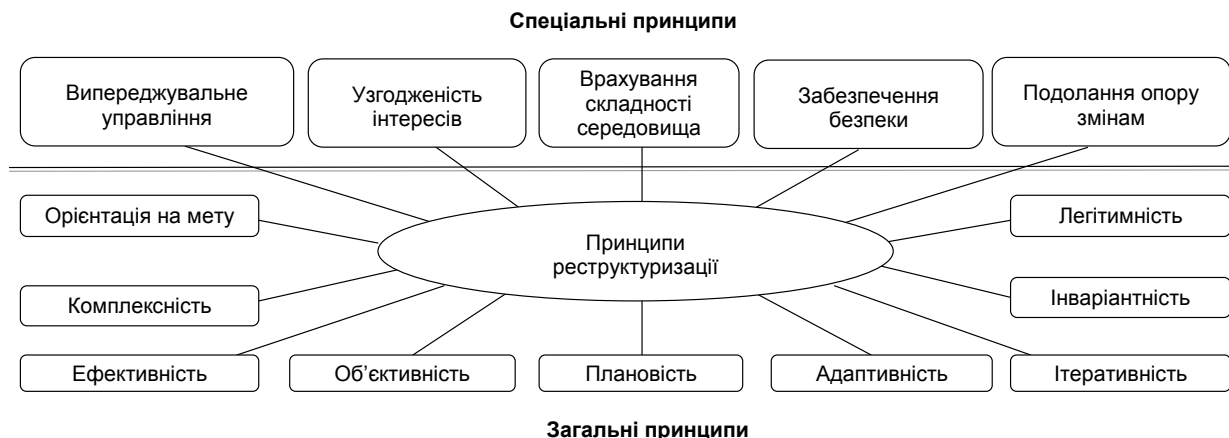 Спеціальні принципи
Випереджувальне
управління
Узгодженість
інтересів
Врахування
складності
середовища
Забезпечення
безпеки
Подолання опору
змінам
Орієнтація на мету
Легітимність
Принципи
реструктуризації
Комплексність
Інваріантність
Ефективність
Об’єктивність
Плановість
Адаптивність
Ітеративність
Загальні принципи